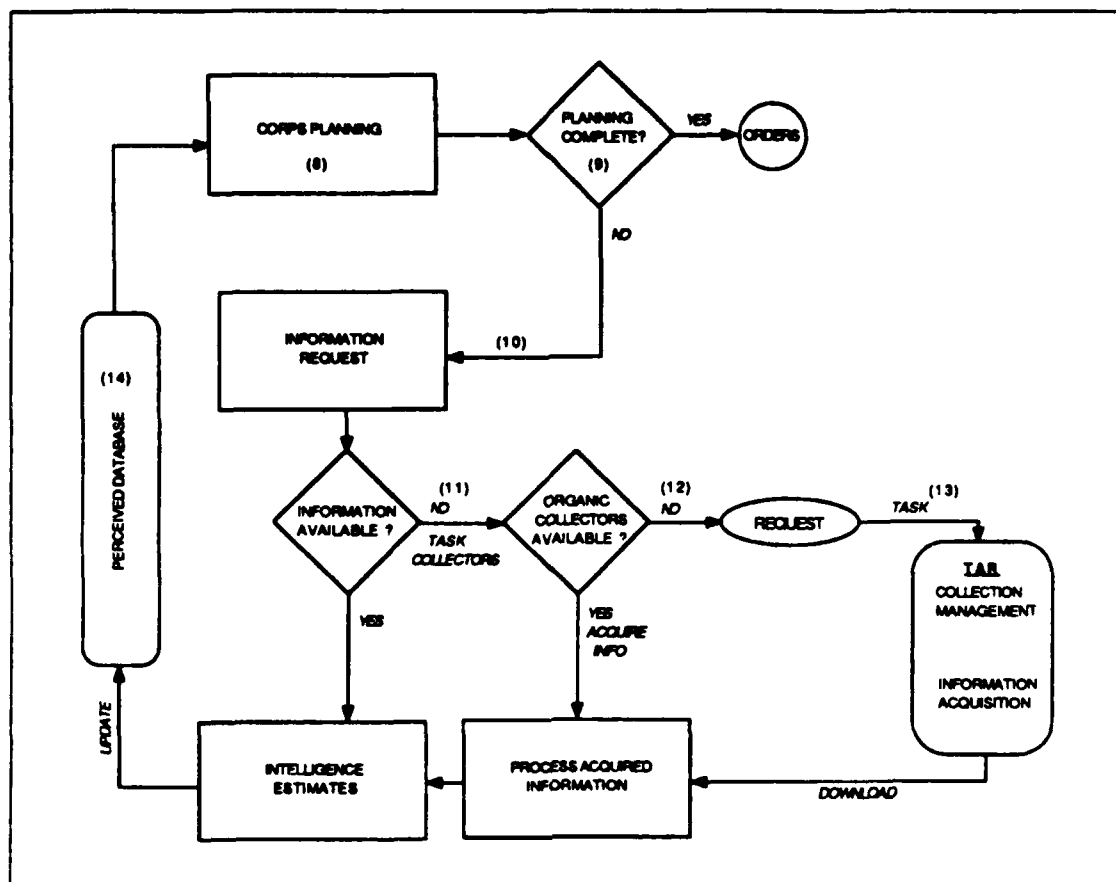 CORPS PLANNING
(8)
PLANNING
COMPLETE?
(9)
YES
ORDERS
NO
(10)
INFORMATION
REQUEST
(14)
PERCEIVED DATABASE
INFORMATION
AVAILABLE ?
(11)
NO
TASK
COLLECTORS
ORGANIC
COLLECTORS
AVAILABLE ?
(12)
NO
REQUEST
(13)
TASK
I.A.R.
COLLECTION
MANAGEMENT
INFORMATION
ACQUISITION
YES
YES
ACQUIRE
INFO
UPDATE
INTELLIGENCE
ESTIMATES
PROCESS ACQUIRED
INFORMATION
DOWNLOAD